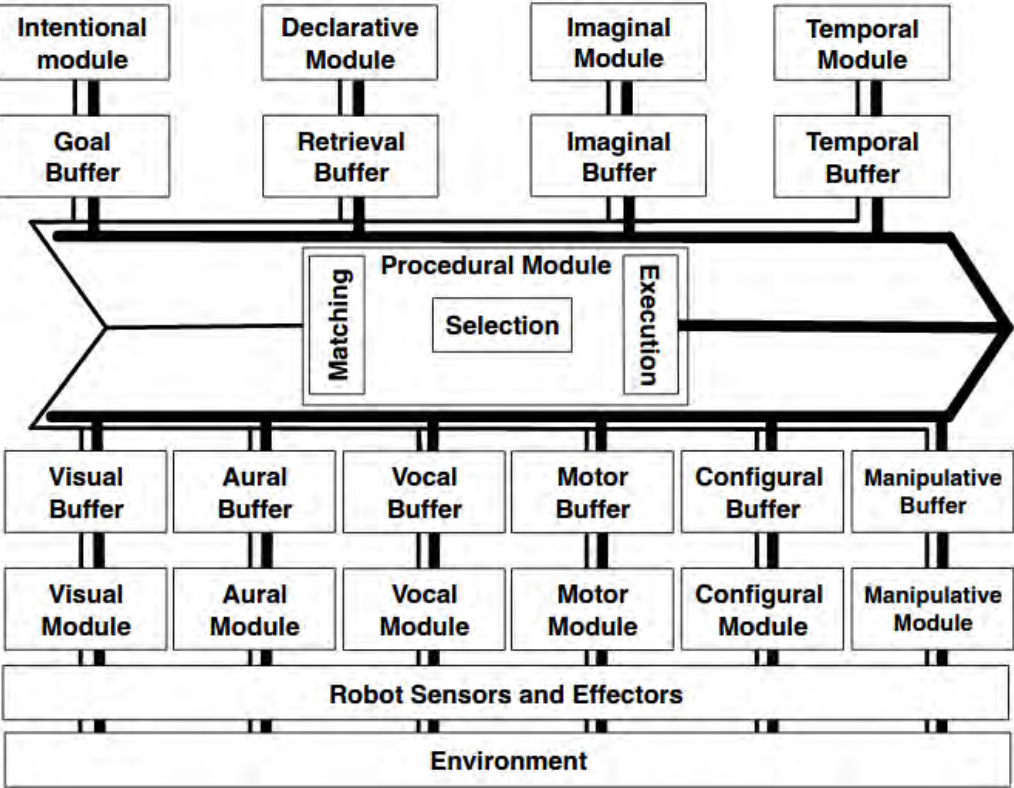 Intentional
module
Declarative
Module
Imaginal
Module
Temporal
Module
Goal
Buffer
Retrieval
Buffer
Imaginal
Buffer
Temporal
Buffer
Procedural Module
Matching
Selection
Execution
Visual
Buffer
Aural
Buffer
Vocal
Buffer
Motor
Buffer
Configural
Buffer
Manipulative
Buffer
Visual
Module
Aural
Module
Vocal
Module
Motor
Module
Configural
Module
Manipulative
Module
Robot Sensors and Effectors
Environment